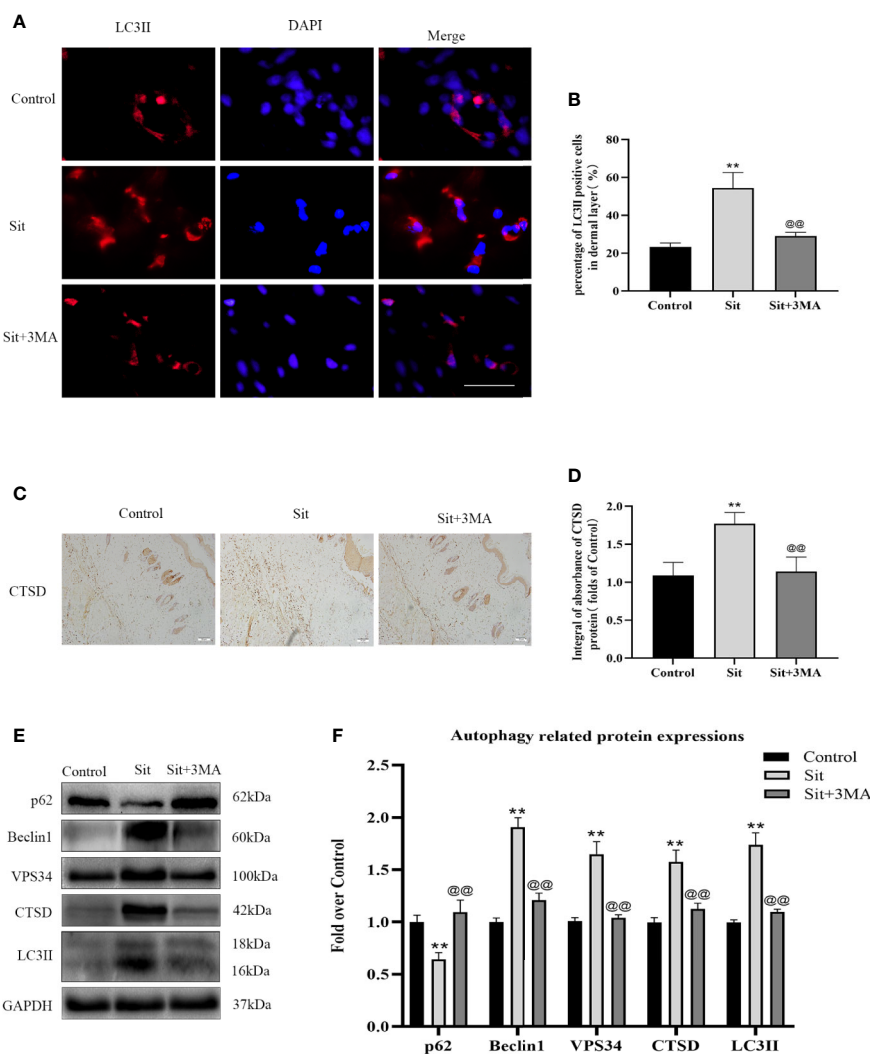 A
LC3II DAPI Merge
Control
Sit
Sit+3MA
B
percentage of LC3II positive cells
in dermal layer( %)
80
60
40
20
0
**
@@
Control Sit Sit+3MA
C
Control Sit Sit+3MA
CTSD
D
Integral of absorbance of CTSD
protein( folds of Control)
2.0
1.5
1.0
0.5
0.0
**
@@
Control Sit Sit+3MA
E
Control Sit Sit+3MA
p62 62kDa
Beclin1 60kDa
VPS34 100kDa
CTSD 42kDa
LC3II 18kDa
16kDa
GAPDH 37kDa
F
Autophagy related protein expressions
Control
Sit
Sit+3MA
Fold over Control
2.5
2.0
1.5
1.0
0.5
0.0
** @@
** @@
** @@
** @@
** @@
p62 Beclin1 VPS34 CTSD LC3II